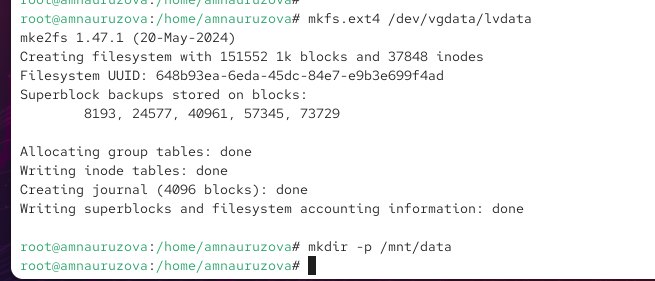 root@amnauruzova:/home/amnauruzova#
root@amnauruzova:/home/amnauruzova# mkfs.ext4 /dev/vgdata/lvdata
mke2fs 1.47.1 (20-May-2024)
Creating filesystem with 151552 1k blocks and 37848 inodes
Filesystem UUID: 648b93ea-6eda-45dc-84e7-e9b3e699f4ad
Superblock backups stored on blocks:
        8193, 24577, 40961, 57345, 73729

Allocating group tables: done
Writing inode tables: done
Creating journal (4096 blocks): done
Writing superblocks and filesystem accounting information: done

root@amnauruzova:/home/amnauruzova# mkdir -p /mnt/data
root@amnauruzova:/home/amnauruzova#